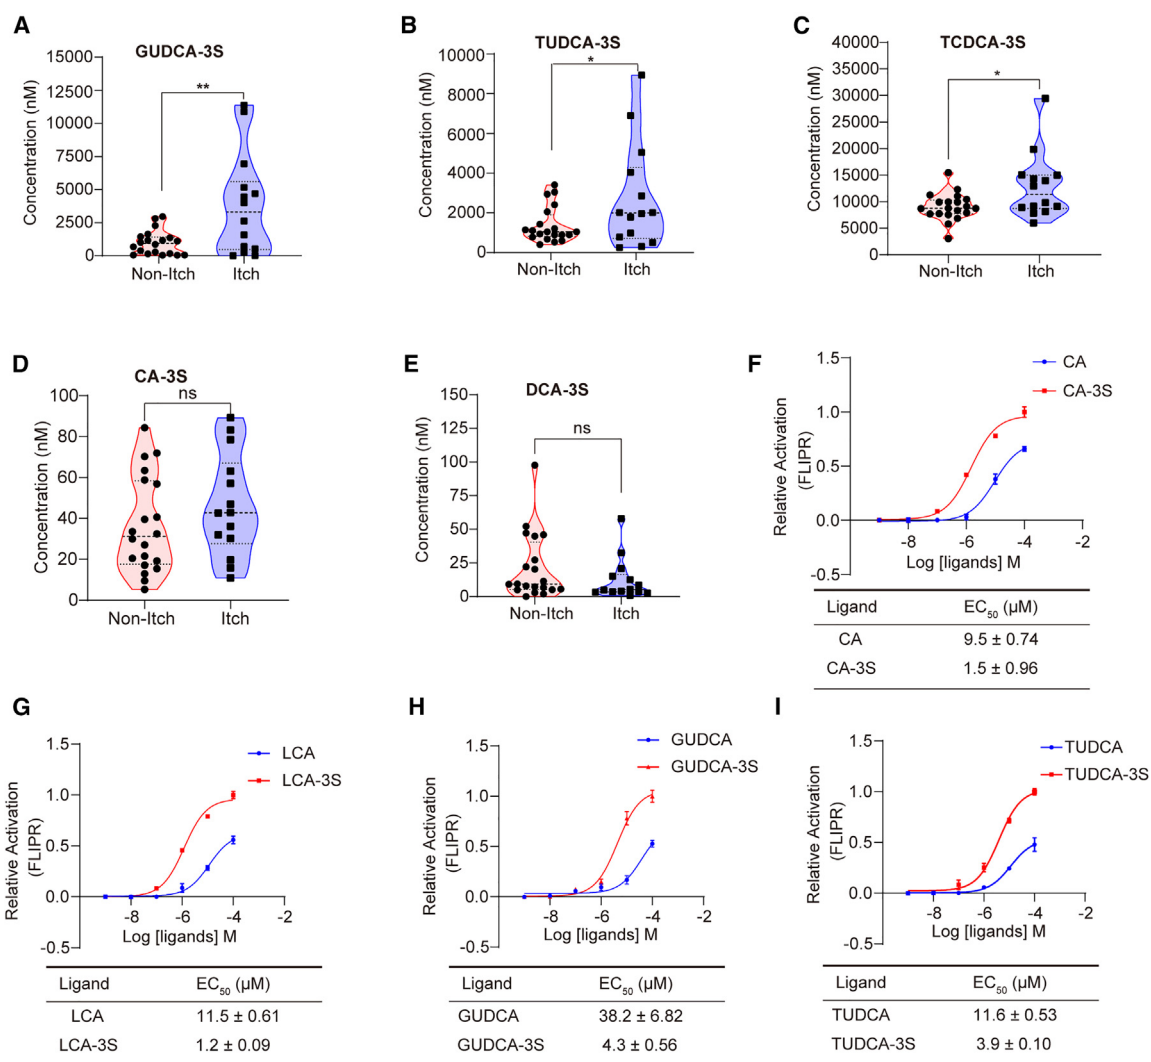 A
GUDCA-3S
Concentration (nM)
15000
12500
10000
7500
5000
2500
0
**
Non-Itch
Itch
B
TUDCA-3S
Concentration (nM)
10000
8000
6000
4000
2000
0
*
Non-Itch
Itch
C
TCDCA-3S
Concentration (nM)
40000
35000
30000
25000
20000
15000
10000
5000
0
*
Non-Itch
Itch
D
CA-3S
Concentration (nM)
100
80
60
40
20
0
ns
Non-Itch
Itch
E
DCA-3S
Concentration (nM)
150
125
100
75
50
25
0
ns
Non-Itch
Itch
F
CA
CA-3S
Relative Activation
(FLIPR)
1.5
1.0
0.5
0.0
-0.5
-8 -6 -4 -2
Log [ligands] M
Ligand EC50 (µM)
CA 9.5 ± 0.74
CA-3S 1.5 ± 0.96
G
LCA
LCA-3S
Relative Activation
(FLIPR)
1.5
1.0
0.5
0.0
-0.5
-8 -6 -4 -2
Log [ligands] M
Ligand EC50 (µM)
LCA 11.5 ± 0.61
LCA-3S 1.2 ± 0.09
H
GUDCA
GUDCA-3S
Relative Activation
(FLIPR)
1.5
1.0
0.5
0.0
-0.5
-8 -6 -4 -2
Log [ligands] M
Ligand EC50 (µM)
GUDCA 38.2 ± 6.82
GUDCA-3S 4.3 ± 0.56
I
TUDCA
TUDCA-3S
Relative Activation
(FLIPR)
1.5
1.0
0.5
0.0
-0.5
-8 -6 -4 -2
Log [ligands] M
Ligand EC50 (µM)
TUDCA 11.6 ± 0.53
TUDCA-3S 3.9 ± 0.10